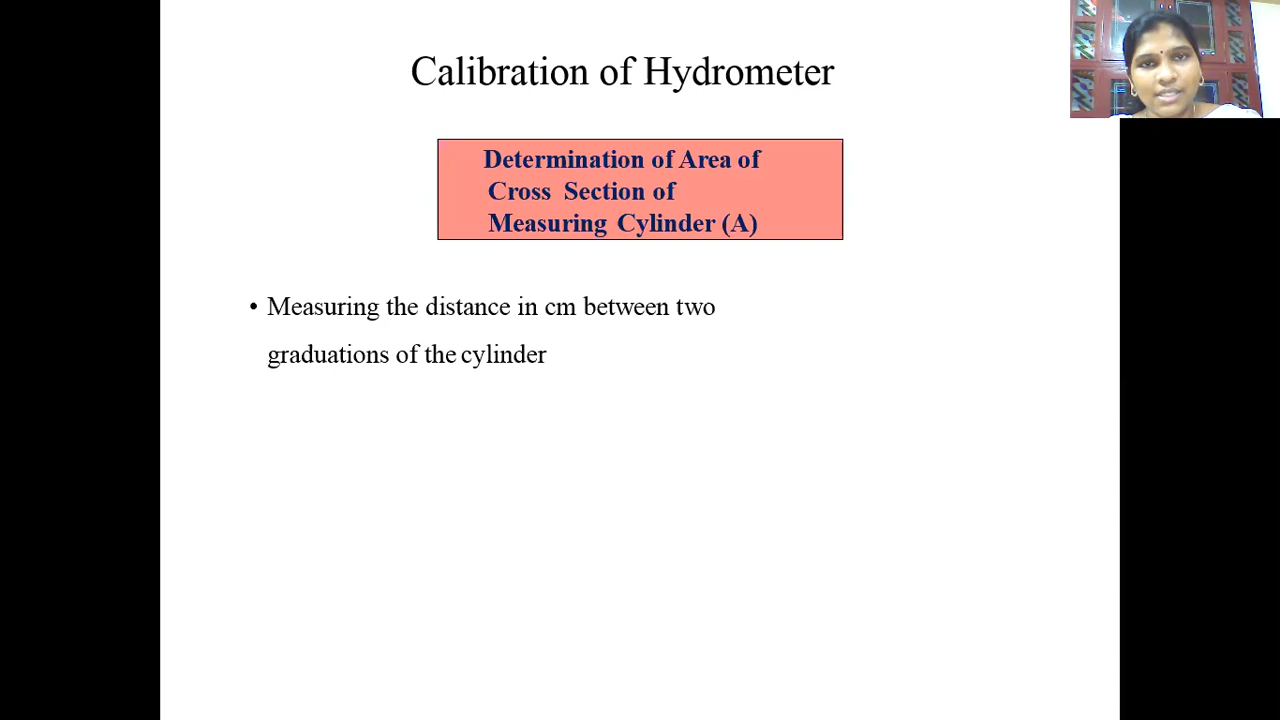 Calibration of Hydrometer
Determination of Area of
Cross Section of
Measuring Cylinder (A)
• Measuring the distance in cm between two
graduations of the cylinder